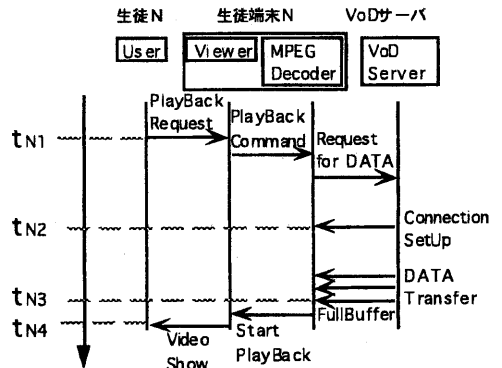 生徒N 生徒端末N VoDサーバ
User Viewer MPEG Decoder VoD Server
PlayBack Request
PlayBack Command
tN1
Request for DATA
tN2
Connection SetUp
DATA Transfer
tN3
FullBuffer
tN4
Video Show
Start PlayBack